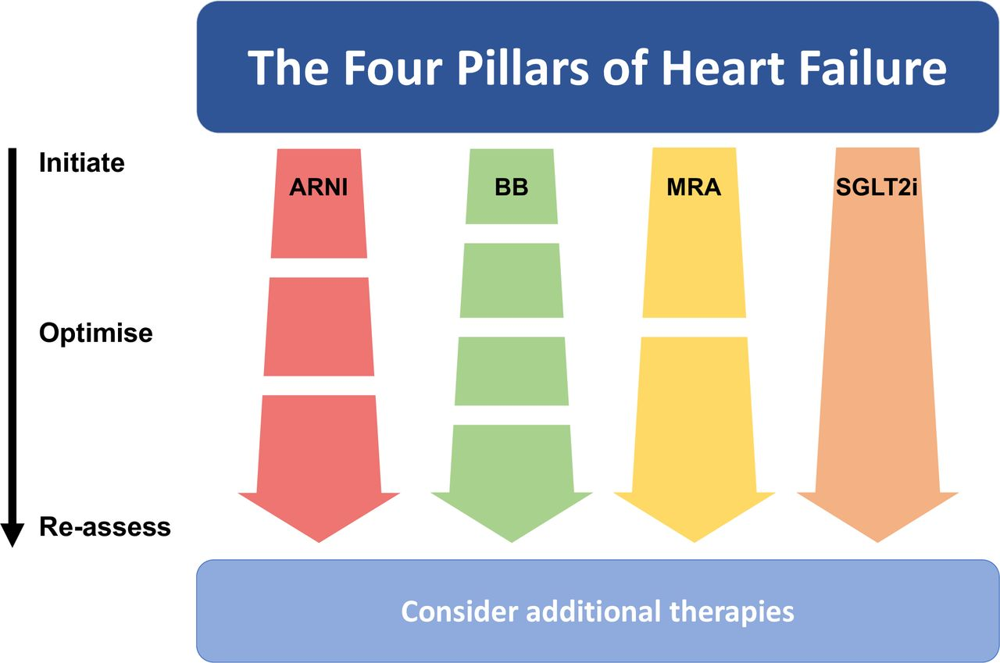 The Four Pillars of Heart Failure
Initiate
ARNI
BB
MRA
SGLT2i
Optimise
Re-assess
Consider additional therapies